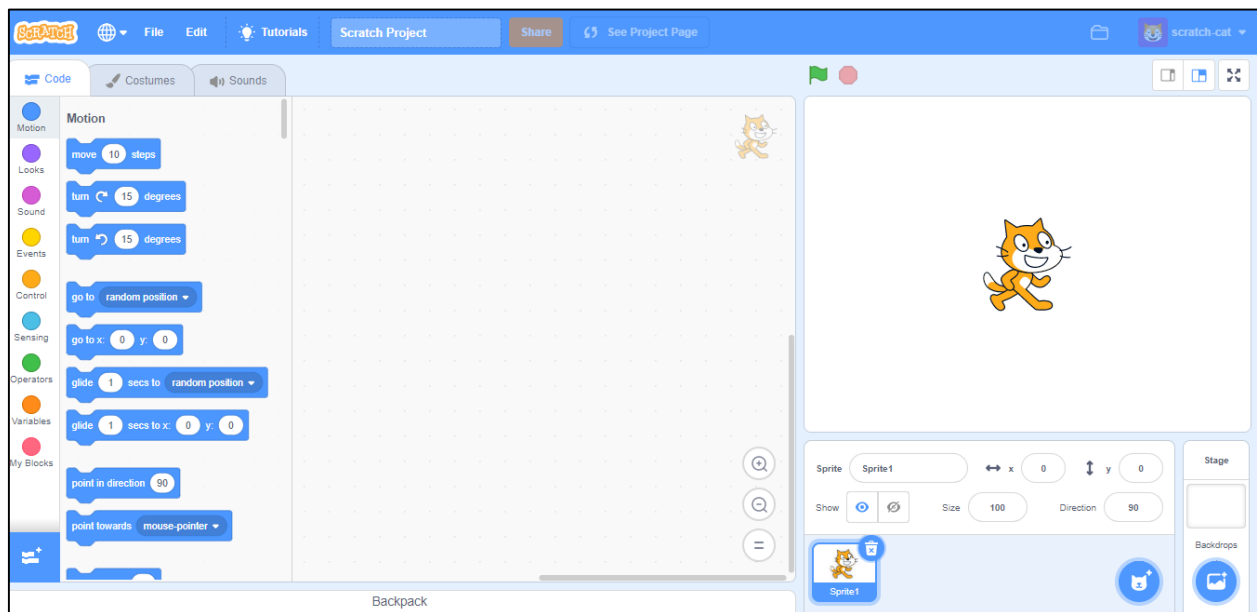 SCRATCH
File
Edit
Tutorials
Scratch Project
Share
See Project Page
scratch-cat
Code
Costumes
Sounds
Motion
Looks
Sound
Events
Control
Sensing
Operators
Variables
My Blocks
Motion
move 10 steps
turn 15 degrees
turn 15 degrees
go to random position
go to x: 0 y: 0
glide 1 secs to random position
glide 1 secs to x: 0 y: 0
point in direction 90
point towards mouse-pointer
Sprite Sprite1 x 0 y 0
Show Size 100 Direction 90
Sprite1
Stage
Backdrops
Backpack